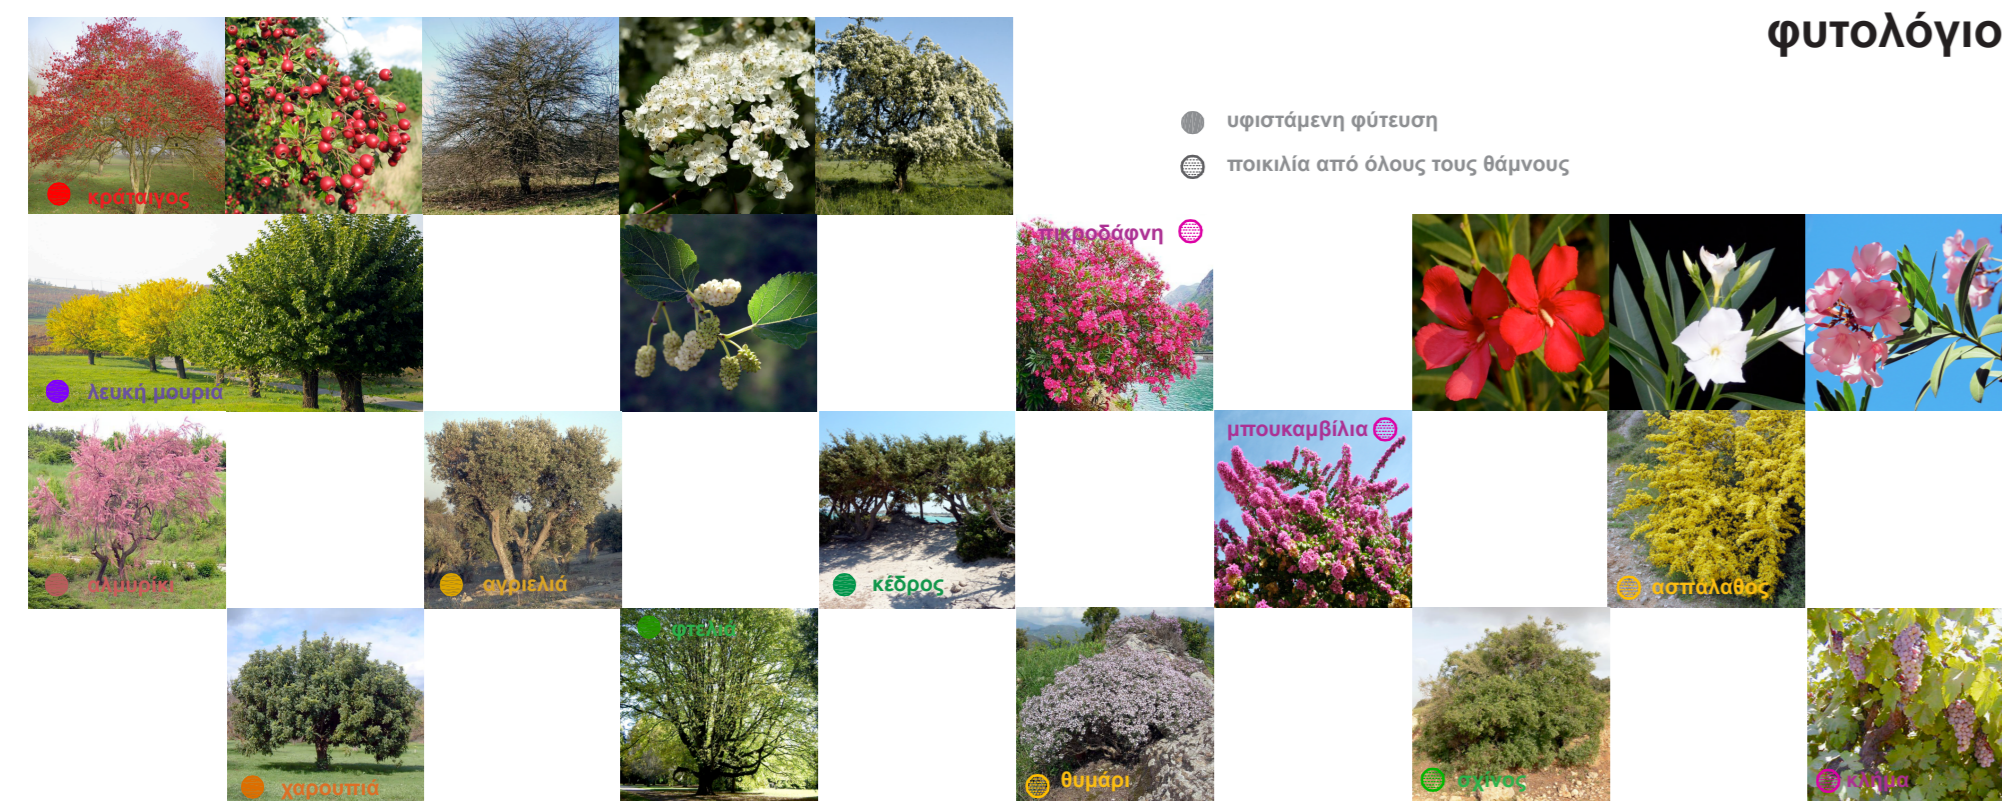 φυτολόγιο
υφιστάμενη φύτευση
ποικιλία από όλους τους θάμνους
κράταιγος
πικροδάφνη
λευκή μουριά
μπουκαμβίλια
αλμυρίκι
αγριελιά
κέδρος
ασπάλαθος
φτελιά
χαρουπιά
θυμάρι
σχίνος
κλήμα